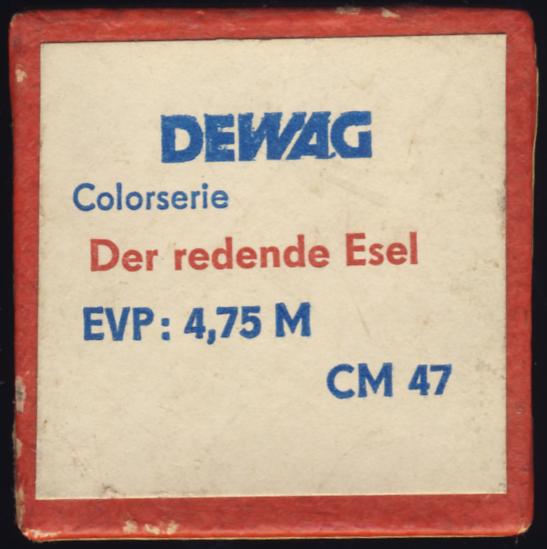 DEWAG
Colorserie
Der redende Esel
EVP: 4,75 M
CM 47